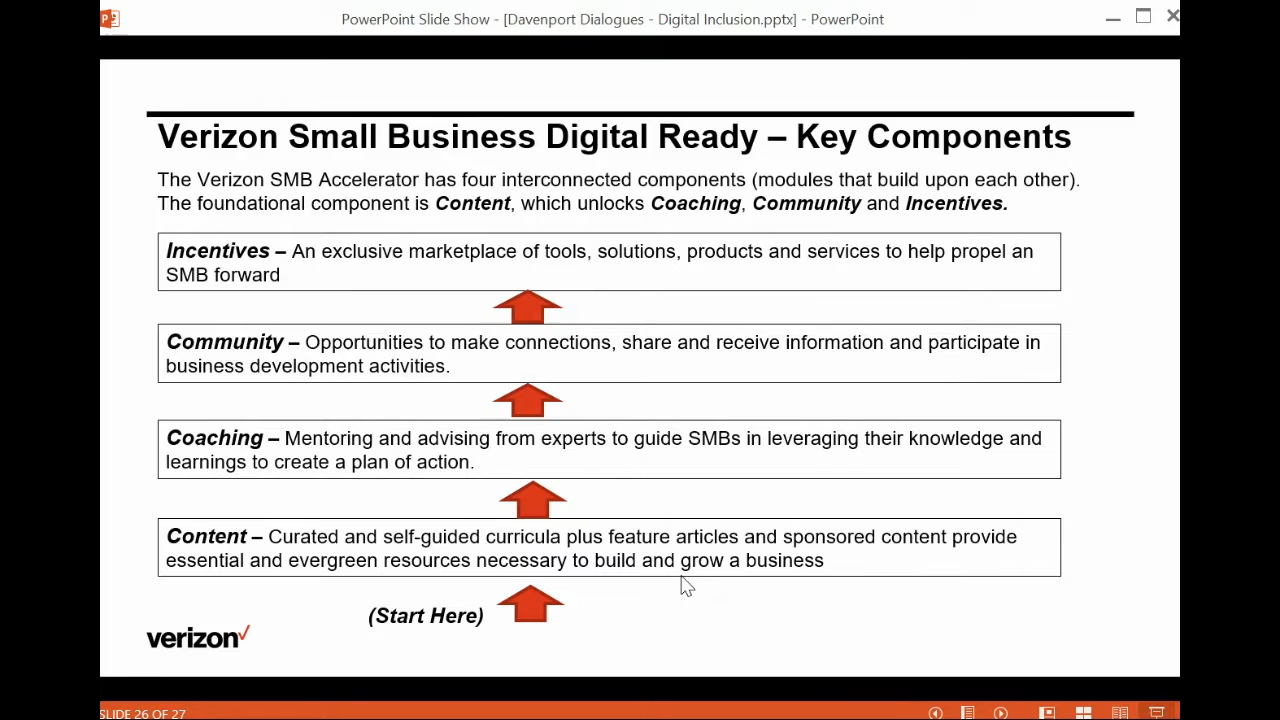 PowerPoint Slide Show - [Davenport Dialogues - Digital Inclusion.pptx] - PowerPoint
Verizon Small Business Digital Ready – Key Components
The Verizon SMB Accelerator has four interconnected components (modules that build upon each other).
The foundational component is Content, which unlocks Coaching, Community and Incentives.
Incentives – An exclusive marketplace of tools, solutions, products and services to help propel an
SMB forward
Community – Opportunities to make connections, share and receive information and participate in
business development activities.
Coaching – Mentoring and advising from experts to guide SMBs in leveraging their knowledge and
learnings to create a plan of action.
Content – Curated and self-guided curricula plus feature articles and sponsored content provide
essential and evergreen resources necessary to build and grow a business
(Start Here)
verizon
SLIDE 26 OF 27